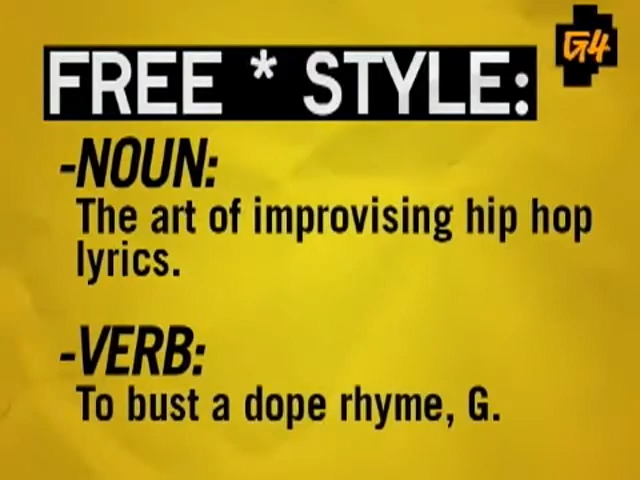 G4
FREE * STYLE:
-NOUN:
The art of improvising hip hop
lyrics.
-VERB:
To bust a dope rhyme, G.